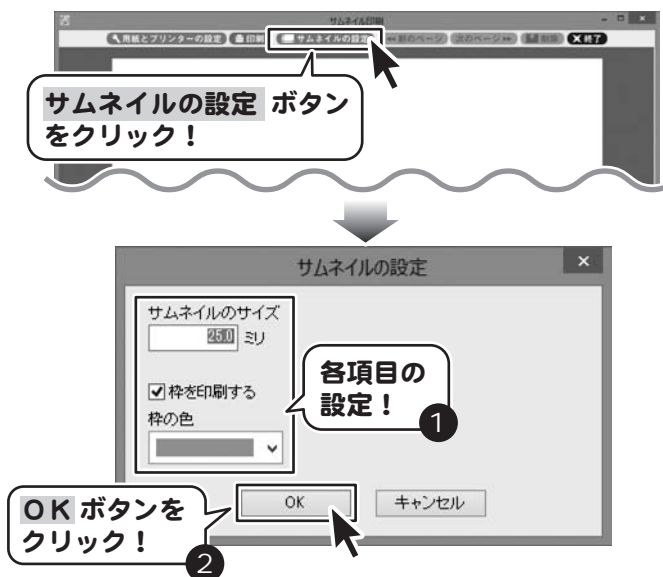 サムネイル印刷
用紙とプリンターの設定 印刷 サムネイルの設定 前のページ 次のページ 削除 終了
サムネイルの設定 ボタン
をクリック！
サムネイルの設定
サムネイルのサイズ
25.0 ミリ
枠を印刷する
枠の色
各項目の
設定！
1
OK キャンセル
ＯＫ ボタンを
クリック！
2